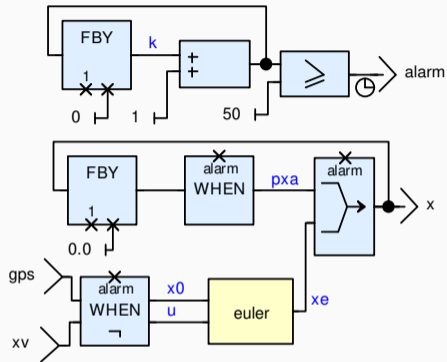 FBY
k
+
+
1
≥
alarm
0
1
50
FBY
alarm
WHEN
pxa
alarm
x
1
0.0
gps
alarm
x0
WHEN
u
euler
xe
¬
xv